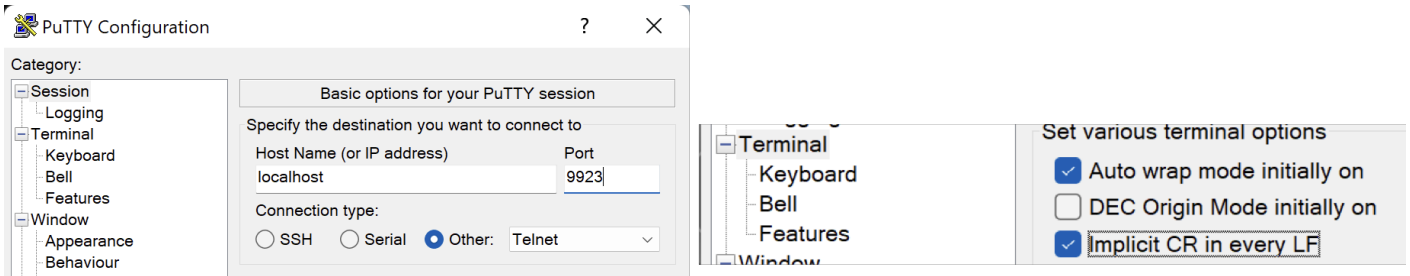 PuTTY Configuration
?
Category:
Session
Logging
Terminal
Keyboard
Bell
Features
Window
Appearance
Behaviour
Basic options for your PuTTY session
Specify the destination you want to connect to
Host Name (or IP address) Port
localhost 9923
Connection type:
SSH Serial Other: Telnet
Terminal
Keyboard
Bell
Features
Window
Set various terminal options
Auto wrap mode initially on
DEC Origin Mode initially on
Implicit CR in every LF